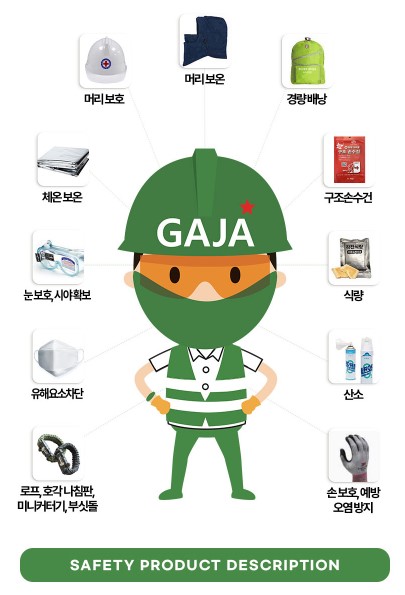 머리 보온
머리 보호
경량 배낭
체온 보온
구조손수건
GAJA
눈 보호, 시야 확보
식량
유해요소차단
산소
로프, 호각 나침판,
미니커터기, 부싯돌
손 보호, 예방
오염 방지
SAFETY PRODUCT DESCRIPTION